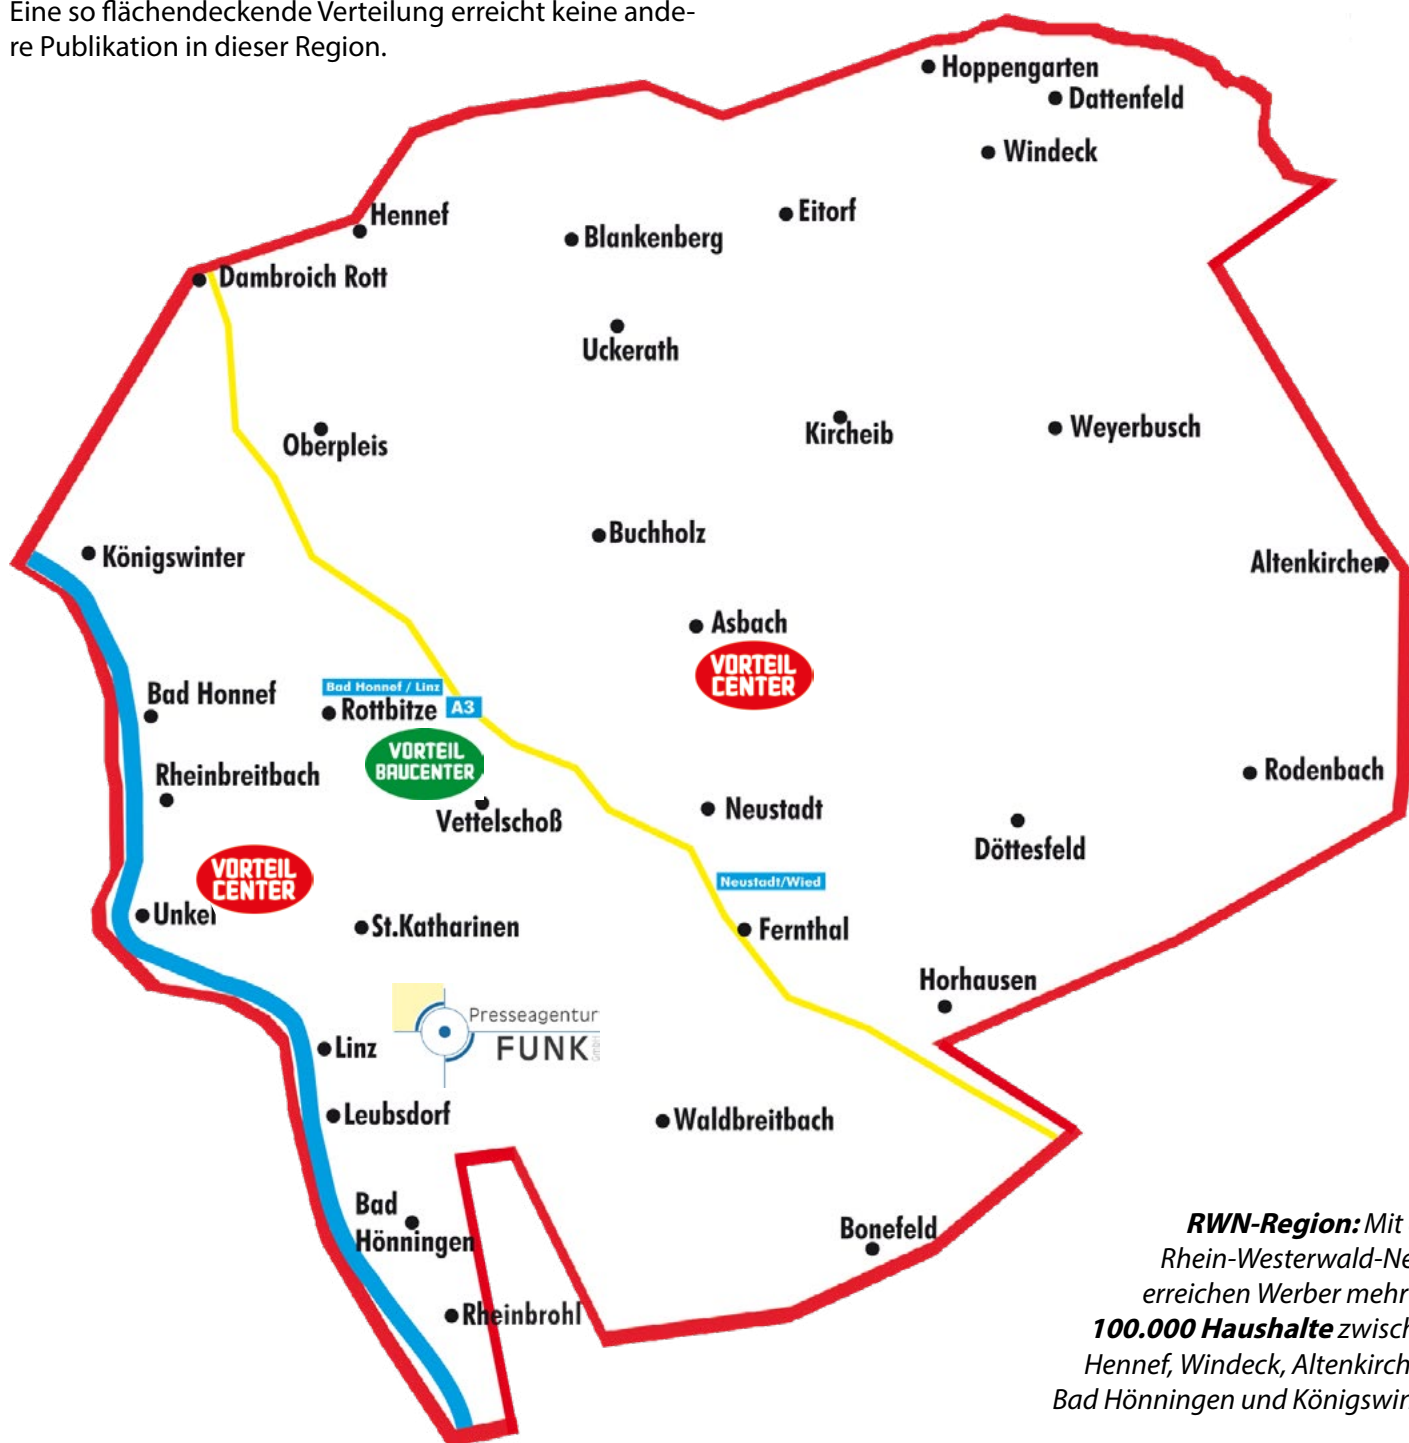 Eine so flächendeckende Verteilung erreicht keine ande-
re Publikation in dieser Region.
Hoppengarten
Dattenfeld
Windeck
Hennef
Eitorf
Blankenberg
Dambroich Rott
Uckerath
Oberpleis
Kircheib
Weyerbusch
Buchholz
Königswinter
Altenkirchen
Asbach
VORTEIL
CENTER
Bad Honnef
Bad Honnef / Linz
Rottbitze
A3
VORTEIL
BAUCENTER
Rheinbreitbach
Rodenbach
Vettelschoß
Neustadt
Döttesfeld
VORTEIL
CENTER
Neustadt/Wied
Unkel
St.Katharinen
Fernthal
Horhausen
Presseagentur
FUNK
GmbH
Linz
Leubsdorf
Waldbreitbach
Bad
Hönningen
Bonefeld
Rheinbrohl
RWN-Region: Mit
Rhein-Westerwald-Ne
erreichen Werber mehr
100.000 Haushalte zwisch
Hennef, Windeck, Altenkirch
Bad Hönningen und Königswin